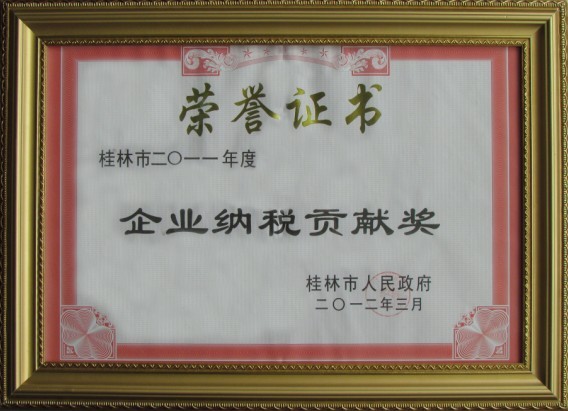 荣誉证书
桂林市二〇一一年度
企业纳税贡献奖
桂林市人民政府
二〇一二年三月